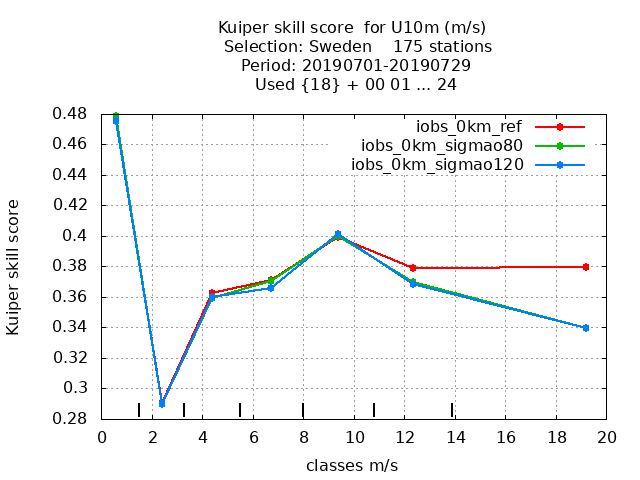 Kuiper skill score  for U10m (m/s)
Selection: Sweden    175 stations
Period: 20190701-20190729
Used {18} + 00 01 ... 24
iobs_0km_ref
iobs_0km_sigmao80
iobs_0km_sigmao120
0.48
0.46
0.44
0.42
0.4
0.38
0.36
0.34
0.32
0.3
0.28
Kuiper skill score
0 2 4 6 8 10 12 14 16 18 20
classes m/s